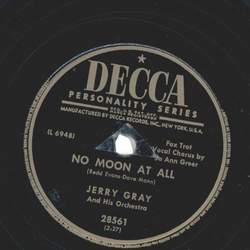 DECCA
PERSONALITY SERIES
MANUFACTURED BY DECCA RECORDS, INC., NEW YORK, U.S.A.
(L 6948)
Fox Trot
Vocal Chorus by
Jo Ann Greer
NO MOON AT ALL
(Redd Evans-Dave Mann)
JERRY GRAY
And His Orchestra
28561
(2:27)